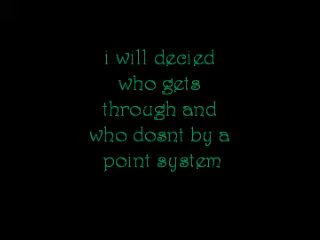 i will decied
who gets
through and
who dosnt by a
point system